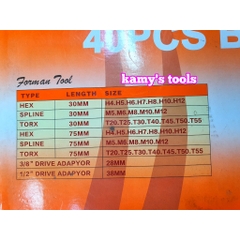 40PCS B
kamy's tools
Forman Tool
TYPE LENGTH SIZE
HEX 30MM H4.H5.H6.H7.H8.H10.H12
SPLINE 30MM M5.M8.M8.M10.M12
TORX 30MM T20.T25.T30.T40.T45.T50.T55
HEX 75MM H4.H5.H6.H7.H8.H10.H12
SPLINE 75MM M5.M8.M8.M10.M12
TORX 75MM T20.T25.T30.T40.T45.T50.T55
3/8" DRIVE ADAPYOR 28MM
1/2" DRIVE ADAPYOR 38MM